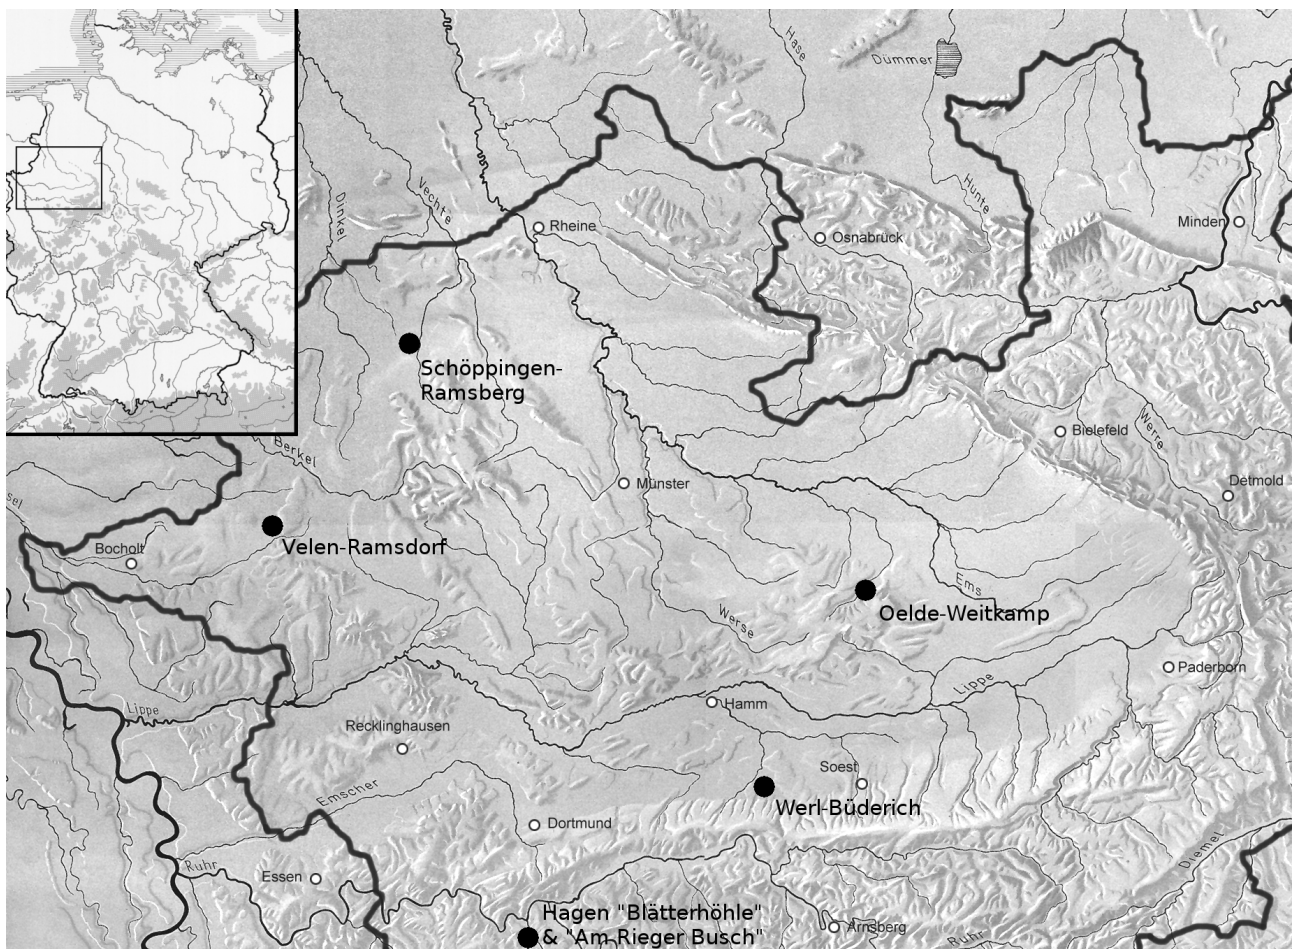 Hase
Dümmer
Dinkel
Vechte
Hunte
Rheine
Osnabrück
Minden
Schöppingen-
Ramsberg
Berkel
Bielefeld
Werre
Münster
Detmold
sel
Velen-Ramsdorf
Bocholt
Ems
Oelde-Weitkamp
Werse
Paderborn
Lippe
Lippe
Hamm
Recklinghausen
Soest
Emscher
Werl-Büderich
Dortmund
Diemel
Ruhr
Essen
Hagen "Blätterhöhle"
& "Am Rieger Busch"
Arnsberg
Ruhr